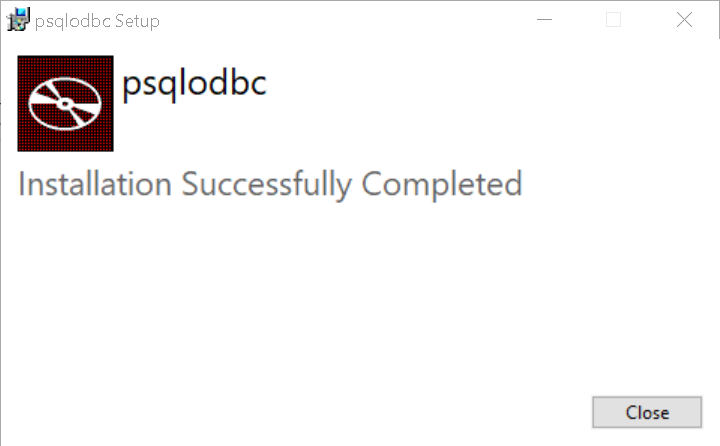 psqlodbc Setup
psqlodbc
Installation Successfully Completed
Close